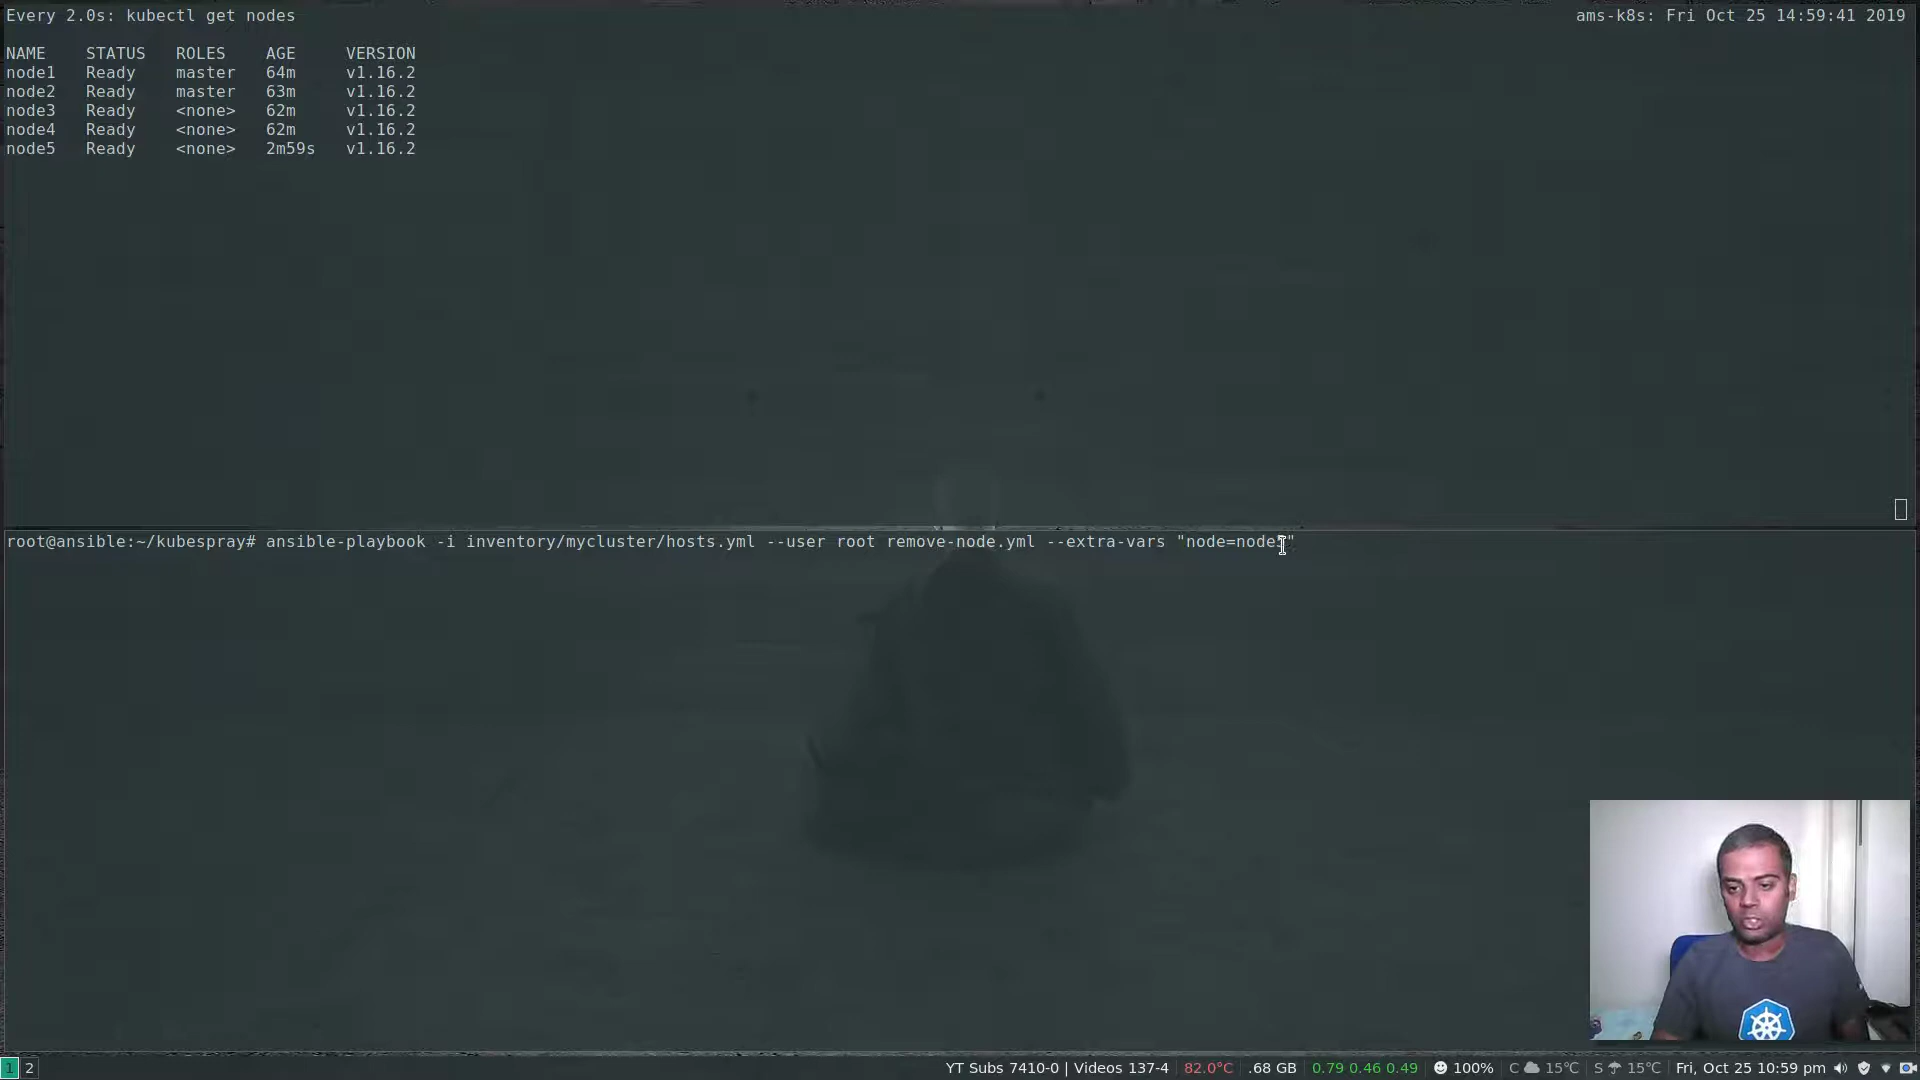 Every 2.0s: kubectl get nodes
ams-k8s: Fri Oct 25 14:59:41 2019
NAME STATUS ROLES AGE VERSION
node1 Ready master 64m v1.16.2
node2 Ready master 63m v1.16.2
node3 Ready <none> 62m v1.16.2
node4 Ready <none> 62m v1.16.2
node5 Ready <none> 2m59s v1.16.2
root@ansible:~/kubespray# ansible-playbook -i inventory/mycluster/hosts.yml --user root remove-node.yml --extra-vars "node=node5"
1 2 YT Subs 7410-0 | Videos 137-4 82.0°C .68 GB 0.79 0.46 0.49 100% C 15℃ S 15℃ Fri, Oct 25 10:59 pm